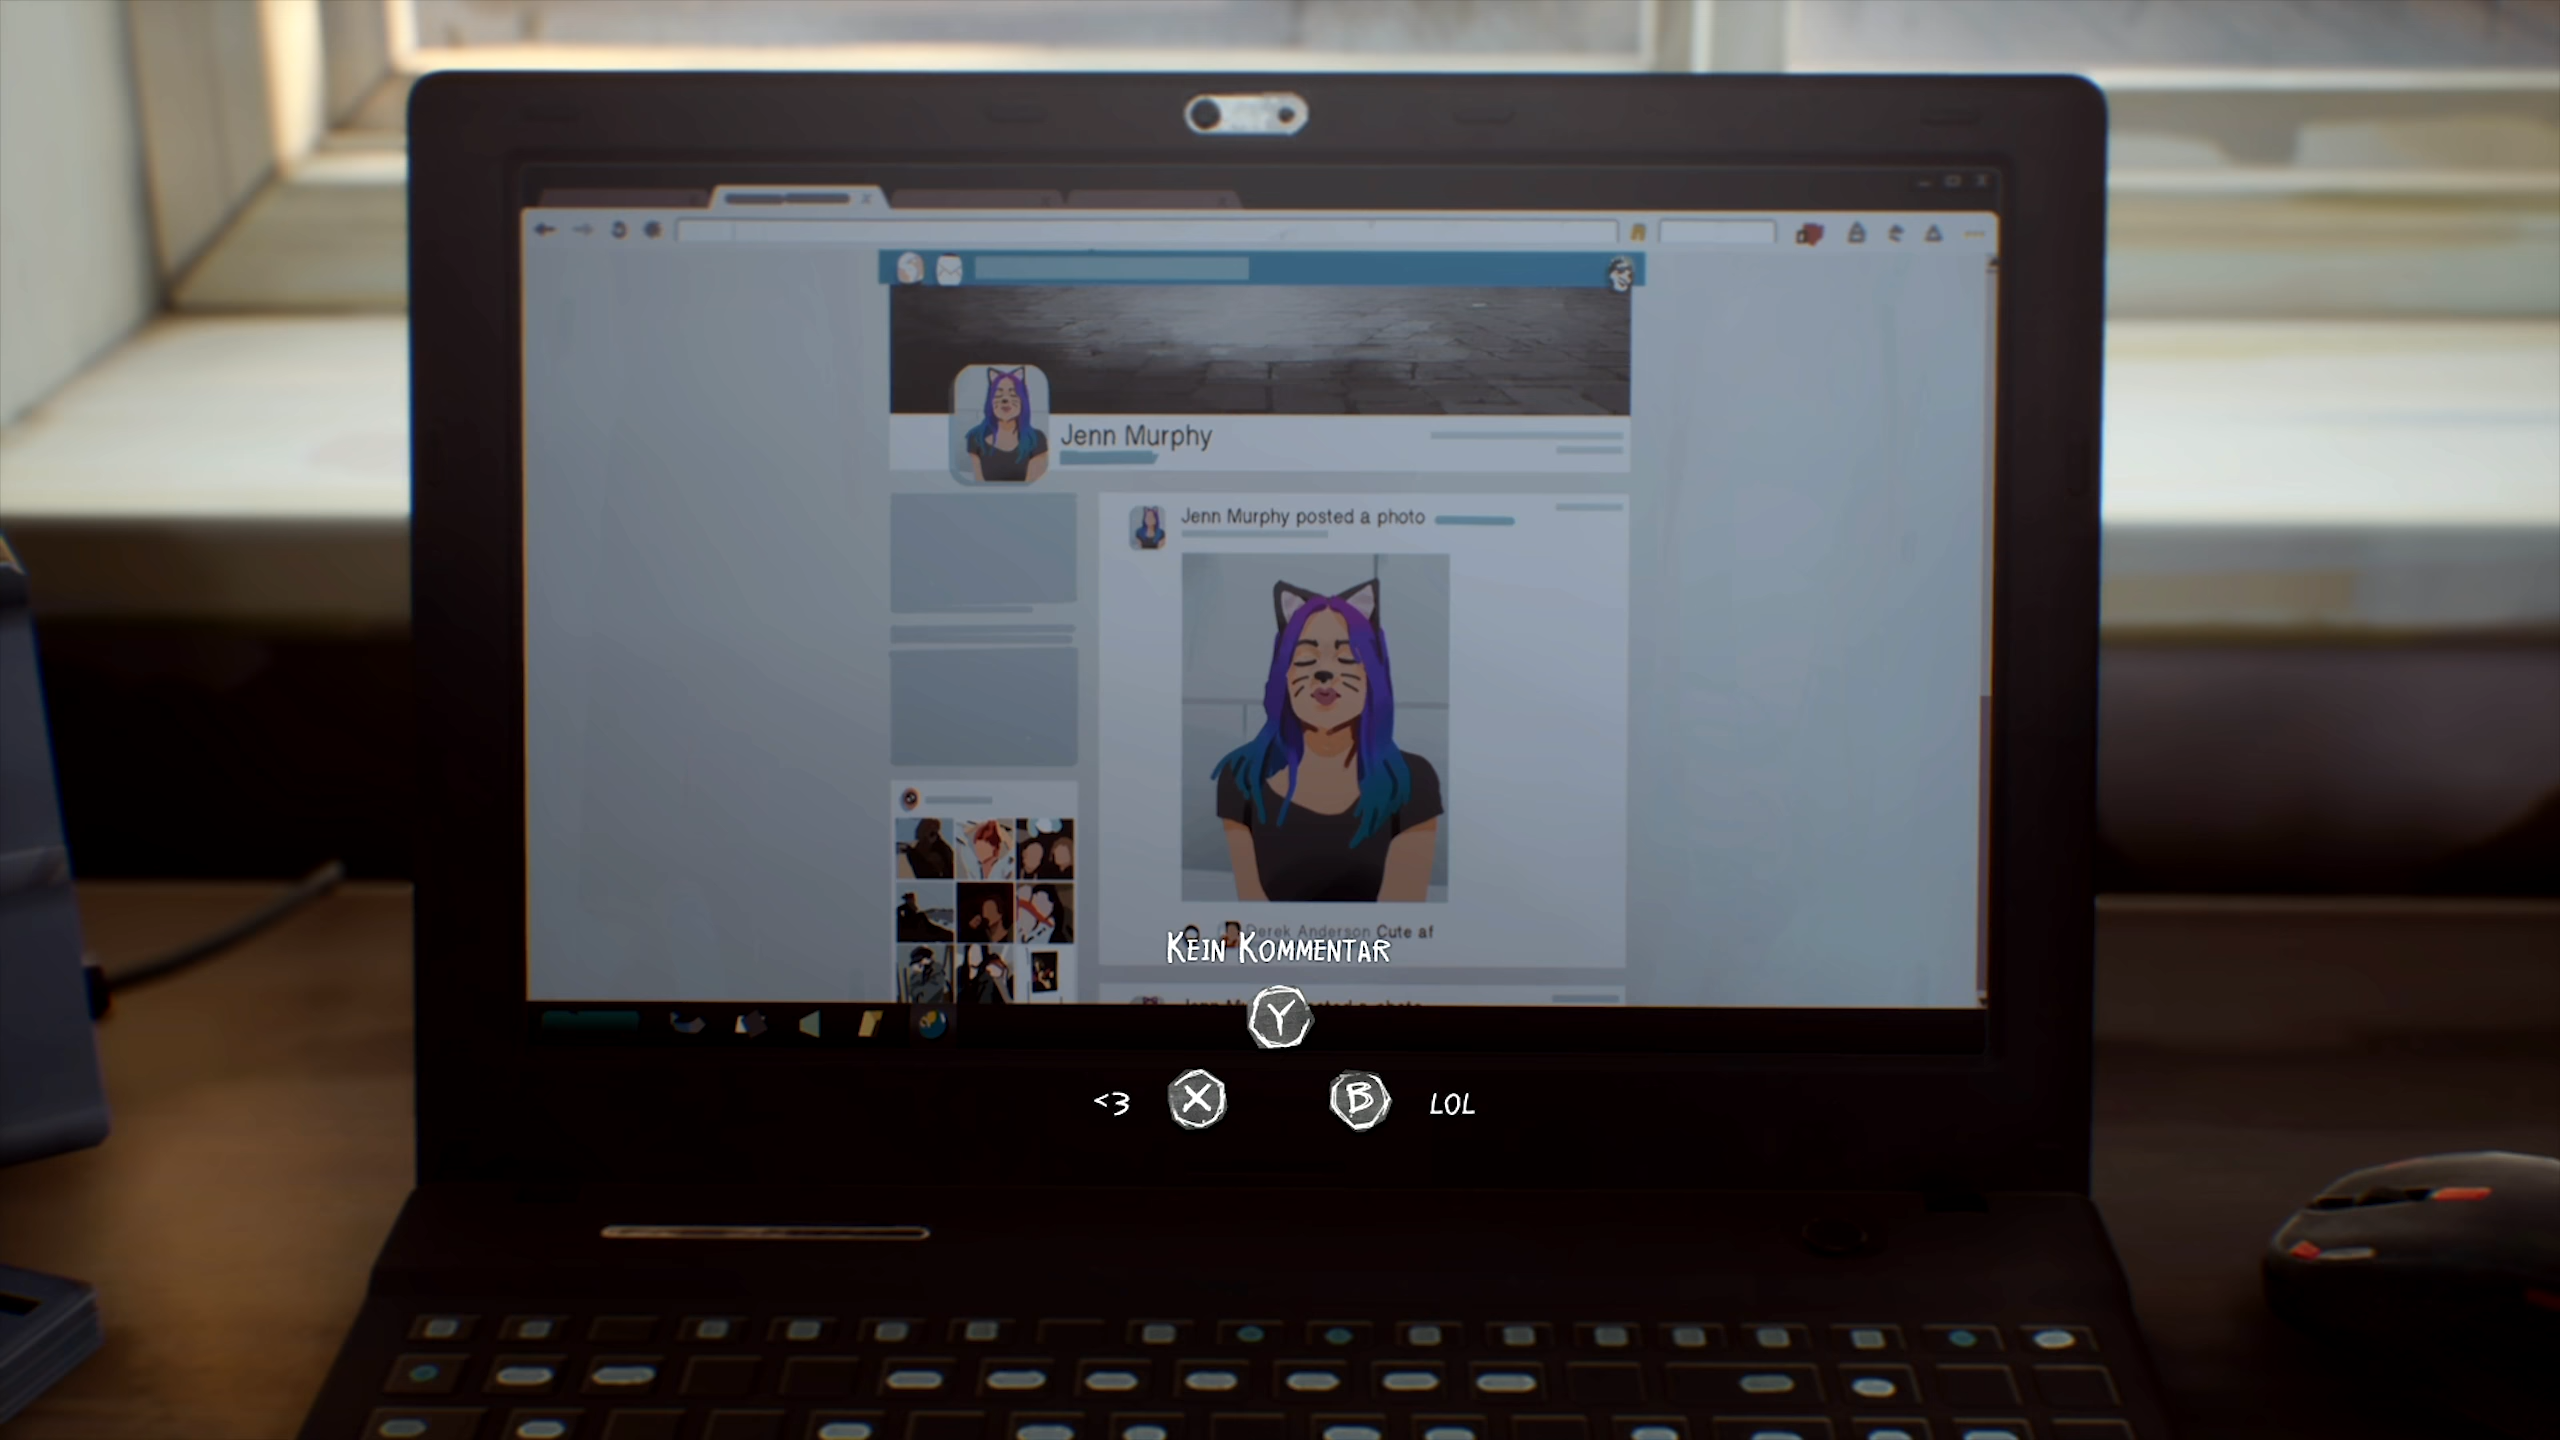 Jenn Murphy
Jenn Murphy posted a photo
Derek Anderson Cute af
KEIN KOMMENTAR
Y
<3 X B LOL